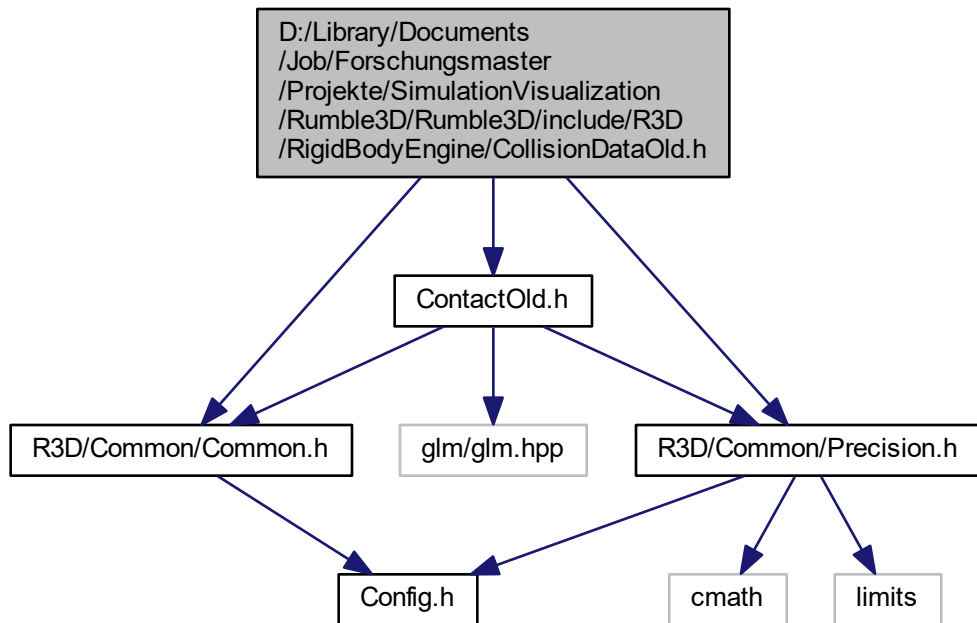 D:/Library/Documents
/Job/Forschungsmaster
/Projekte/SimulationVisualization
/Rumble3D/Rumble3D/include/R3D
/RigidBodyEngine/CollisionDataOld.h
ContactOld.h
R3D/Common/Common.h
glm/glm.hpp
R3D/Common/Precision.h
Config.h
cmath
limits